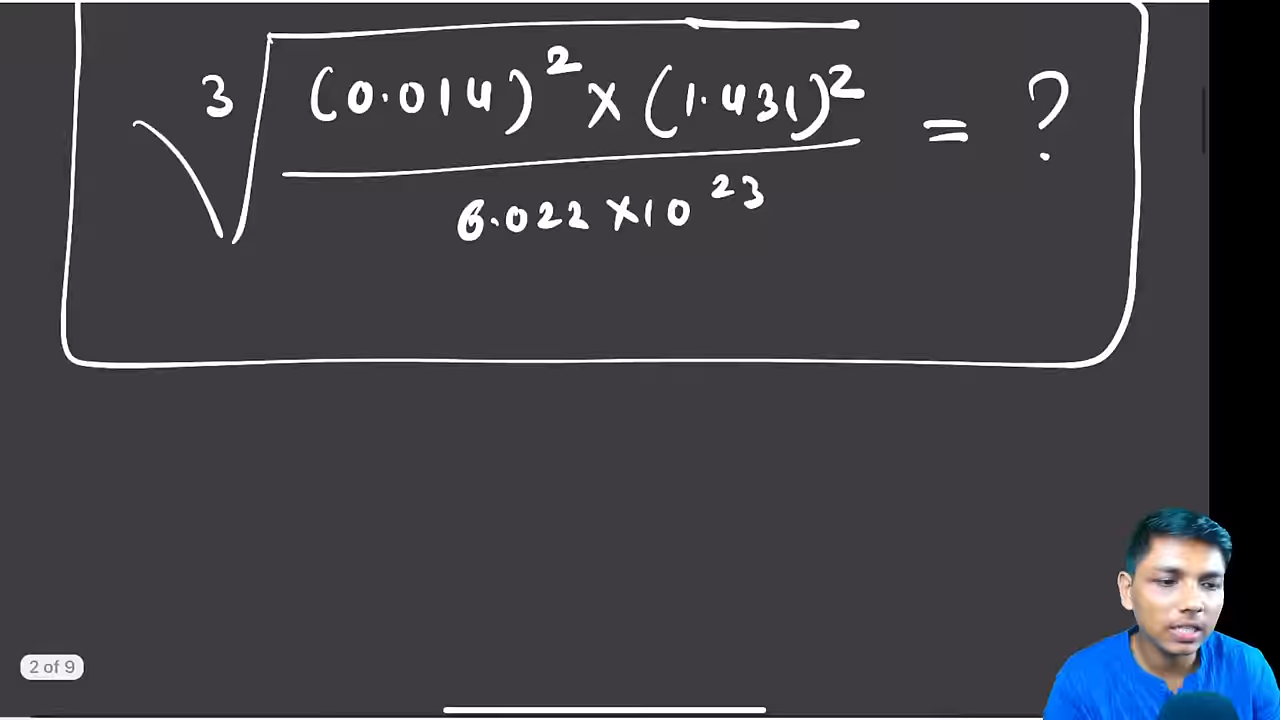 3√ (0.014)² × (1.431)² = ?
6.022 × 10²³
2 of 9